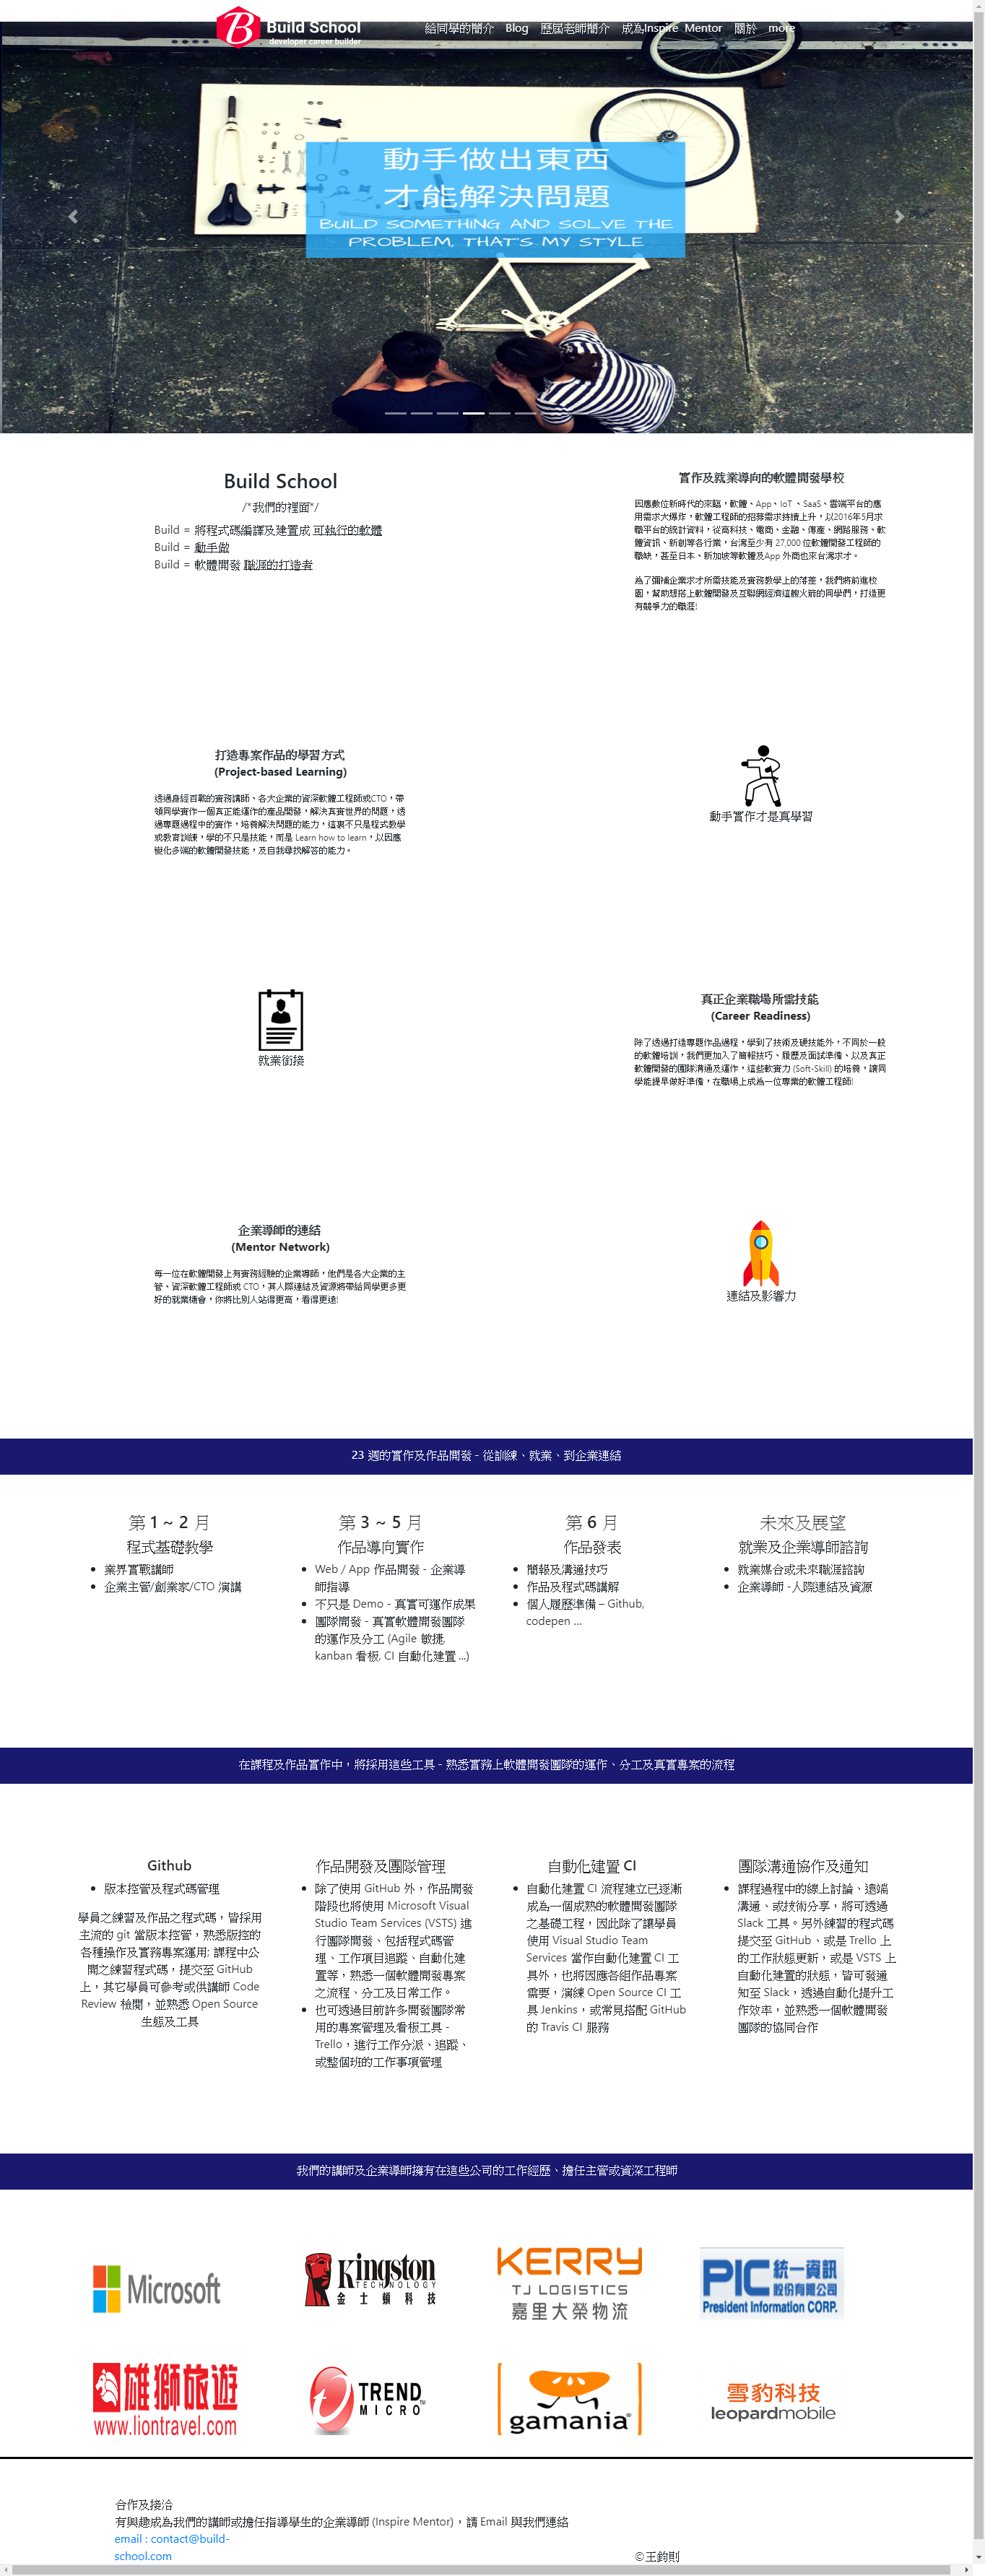 Build School
developer career builder
給同學的簡介 Blog 歷屆老師簡介 成為Inspire Mentor 關於 more
動手做出東西
才能解決問題
BUILD SOMETHING AND SOLVE THE
PROBLEM, THAT'S MY STYLE
Build School
/*我們的裡面*/
Build = 將程式碼編譯及建置成 可執行的軟體
Build = 動手做
Build = 軟體開發 職涯的打造者
實作及就業導向的軟體開發學校
因應數位新時代的來臨，軟體、App、IoT 、SaaS、雲端平台的應
用需求大爆炸，軟體工程師的招募需求持續上升，以2016年5月求
職平台的統計資料，從高科技、電商、金融、傳產、網路服務、軟
體資訊、新創等各行業，台灣至少有 27,000 位軟體開發工程師的
職缺，甚至日本、新加坡等軟體及App 外商也來台灣求才。
為了彌補企業求才所需技能及實務教學上的落差，我們將前進校
園，幫助想搭上軟體開發及互聯網經濟這艘火箭的同學們，打造更
有競爭力的職涯!
打造專案作品的學習方式
(Project-based Learning)
透過身經百戰的實務講師、各大企業的資深軟體工程師或CTO，帶
領同學實作一個真正能運作的產品開發，解決真實世界的問題，透
過專題過程中的實作，培養解決問題的能力，這裏不只是程式教學
或教育訓練，學的不只是技能，而是 Learn how to learn，以因應
變化多端的軟體開發技能，及自我尋找解答的能力。
動手實作才是真學習
就業銜接
真正企業職場所需技能
(Career Readiness)
除了透過打造專題作品過程，學到了技術及硬技能外，不同於一般
的軟體培訓，我們更加入了簡報技巧、履歷及面試準備、以及真正
軟體開發的團隊溝通及運作，這些軟實力 (Soft-Skill) 的培養，讓同
學能提早做好準備，在職場上成為一位專業的軟體工程師!
企業導師的連結
(Mentor Network)
每一位在軟體開發上有實務經驗的企業導師，他們是各大企業的主
管、資深軟體工程師或 CTO，其人際連結及資源將帶給同學更多更
好的就業機會，你將比別人站得更高，看得更遠!
連結及影響力
23 週的實作及作品開發 - 從訓練、就業、到企業連結
第 1 ~ 2 月
程式基礎教學
業界實戰講師
企業主管/創業家/CTO 演講
第 3 ~ 5 月
作品導向實作
Web / App 作品開發 - 企業導
師指導
不只是 Demo - 真實可運作成果
團隊開發 - 真實軟體開發團隊
的運作及分工 (Agile 敏捷,
kanban 看板, CI 自動化建置 ...)
第 6 月
作品發表
簡報及溝通技巧
作品及程式碼講解
個人履歷準備 – Github,
codepen ...
未來及展望
就業及企業導師諮詢
就業媒合或未來職涯諮詢
企業導師 -人際連結及資源
在課程及作品實作中，將採用這些工具 - 熟悉實務上軟體開發團隊的運作、分工及真實專案的流程
Github
版本控管及程式碼管理
學員之練習及作品之程式碼，皆採用
主流的 git 當版本控管，熟悉版控的
各種操作及實務專案運用; 課程中公
開之練習程式碼，提交至 GitHub
上，其它學員可參考或供講師 Code
Review 檢閱，並熟悉 Open Source
生態及工具
作品開發及團隊管理
除了使用 GitHub 外，作品開發
階段也將使用 Microsoft Visual
Studio Team Services (VSTS) 進
行團隊開發、包括程式碼管
理、工作項目追蹤、自動化建
置等，熟悉一個軟體開發專案
之流程、分工及日常工作。
也可透過目前許多開發團隊常
用的專案管理及看板工具 -
Trello，進行工作分派、追蹤、
或整個班的工作事項管理
自動化建置 CI
自動化建置 CI 流程建立已逐漸
成為一個成熟的軟體開發團隊
之基礎工程，因此除了讓學員
使用 Visual Studio Team
Services 當作自動化建置 CI 工
具外，也將因應各組作品專案
需要，演練 Open Source CI 工
具 Jenkins，或常見搭配 GitHub
的 Travis CI 服務
團隊溝通協作及通知
課程過程中的線上討論、遠端
溝通、或技術分享，將可透過
Slack 工具。另外練習的程式碼
提交至 GitHub、或是 Trello 上
的工作狀態更新，或是 VSTS 上
自動化建置的狀態，皆可發通
知至 Slack，透過自動化提升工
作效率，並熟悉一個軟體開發
團隊的協同合作
我們的講師及企業導師擁有在這些公司的工作經歷、擔任主管或資深工程師
Microsoft
Kingston
TECHNOLOGY
金士頓科技
KERRY
TJ LOGISTICS
嘉里大榮物流
PIC 統一資訊
股份有限公司
President Information CORP.
雄獅旅遊
www.liontravel.com
TREND
MICRO
gamania
雪豹科技
leopardmobile
合作及接洽
有興趣成為我們的講師或擔任指導學生的企業導師 (Inspire Mentor)，請 Email 與我們連絡
email : contact@build-
school.com
©王鈞則